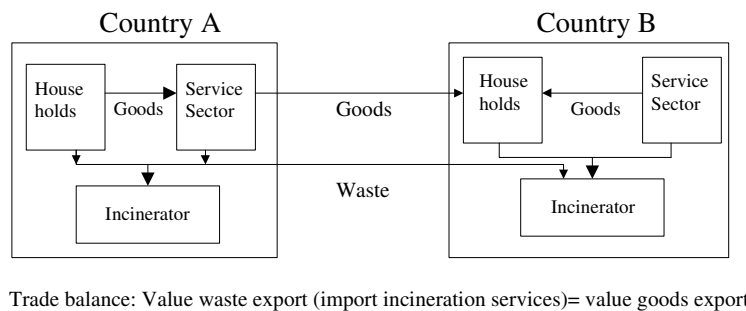 Country A
Country B
House
holds
Goods
Service
Sector
Goods
House
holds
Goods
Service
Sector
Waste
Incinerator
Incinerator
Trade balance: Value waste export (import incineration services)= value goods export